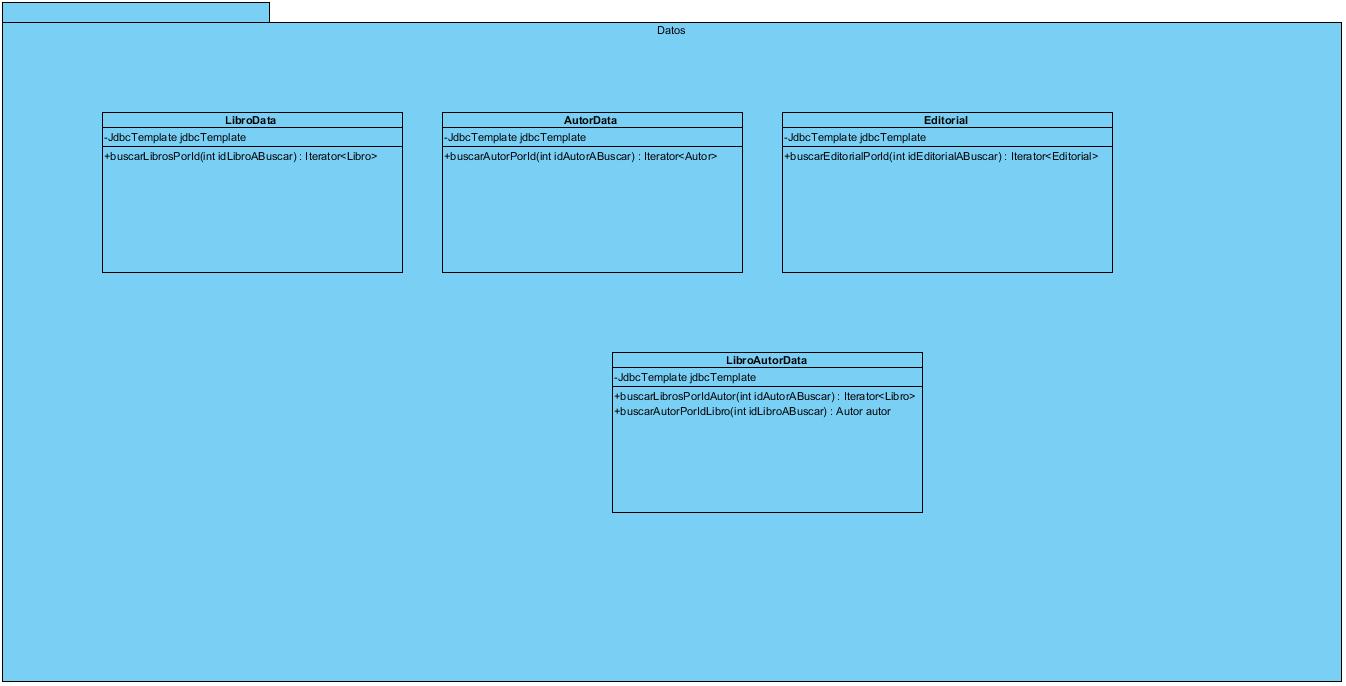 Datos
LibroData
-JdbcTemplate jdbcTemplate
+buscarLibrosPorId(int idLibroABuscar) : Iterator<Libro>
AutorData
-JdbcTemplate jdbcTemplate
+buscarAutorPorId(int idAutorABuscar) : Iterator<Autor>
Editorial
-JdbcTemplate jdbcTemplate
+buscarEditorialPorId(int idEditorialABuscar) : Iterator<Editorial>
LibroAutorData
-JdbcTemplate jdbcTemplate
+buscarLibrosPorIdAutor(int idAutorABuscar) : Iterator<Libro>
+buscarAutorPorIdLibro(int idLibroABuscar) : Autor autor